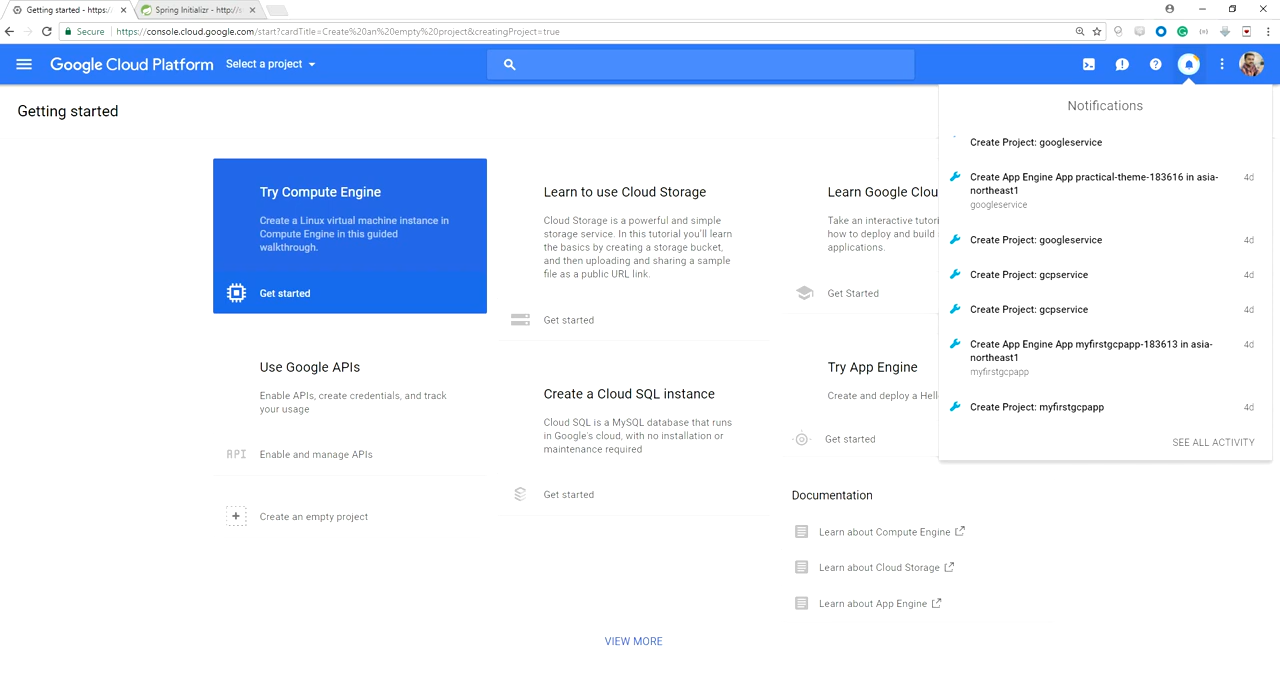 Getting started - https:/
Spring Initializr - http://s
Secure
https://console.cloud.google.com/start?cardTitle=Create%20an%20empty%20project&creatingProject=true
Google Cloud Platform
Select a project
Getting started
Notifications
Create Project: googleservice
Create App Engine App practical-theme-183616 in asia-
northeast1
googleservice
4d
Create Project: googleservice
4d
Create Project: gcpservice
4d
Create Project: gcpservice
4d
Create App Engine App myfirstgcpapp-183613 in asia-
northeast1
myfirstgcpapp
4d
Create Project: myfirstgcpapp
4d
SEE ALL ACTIVITY
Try Compute Engine
Create a Linux virtual machine instance in
Compute Engine in this guided
walkthrough.
Get started
Learn to use Cloud Storage
Cloud Storage is a powerful and simple
storage service. In this tutorial you'll learn
the basics by creating a storage bucket,
and then uploading and sharing a sample
file as a public URL link.
Get started
Learn Google Clou
Take an interactive tutori
how to deploy and build
applications.
Get Started
Use Google APIs
Enable APIs, create credentials, and track
your usage
API
Enable and manage APIs
Create a Cloud SQL instance
Cloud SQL is a MySQL database that runs
in Google's cloud, with no installation or
maintenance required
Get started
Try App Engine
Create and deploy a Hell
Get started
Create an empty project
Documentation
Learn about Compute Engine
Learn about Cloud Storage
Learn about App Engine
VIEW MORE